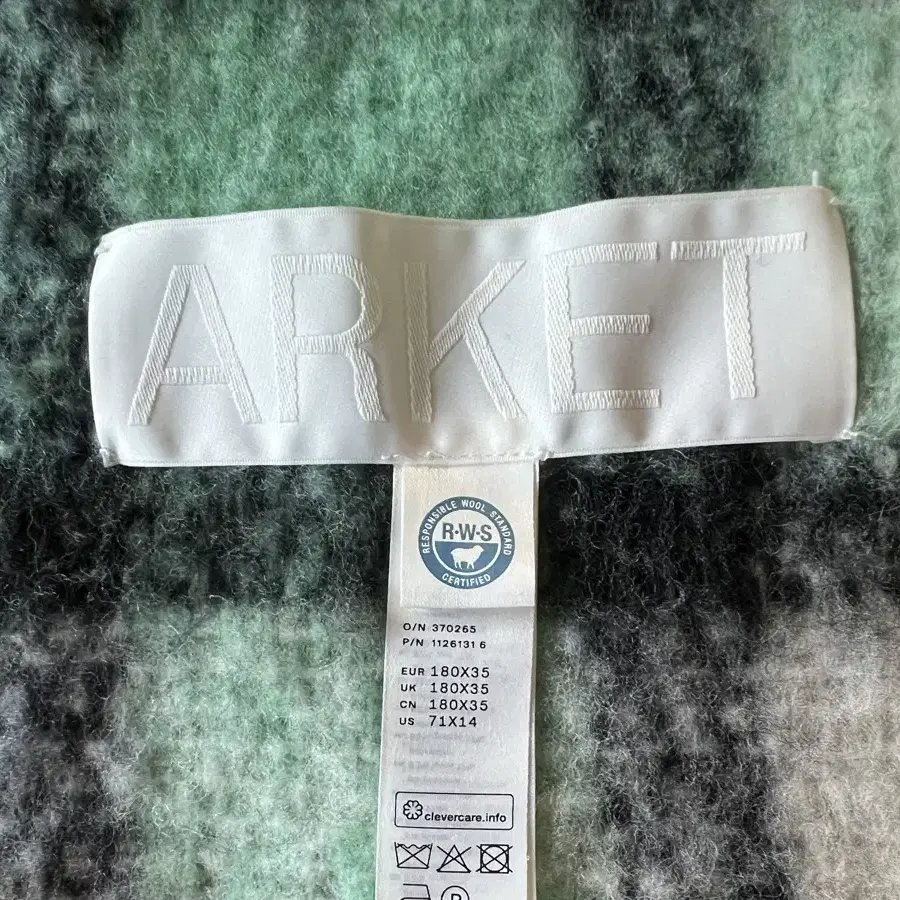 ARKET
RESPONSIBLE WOOL STANDARD
R·W·S
CERTIFIED
O/N 370265
P/N 1126131 6
EUR 180X35
UK 180X35
CN 180X35
US 71X14
clevercare.info
P